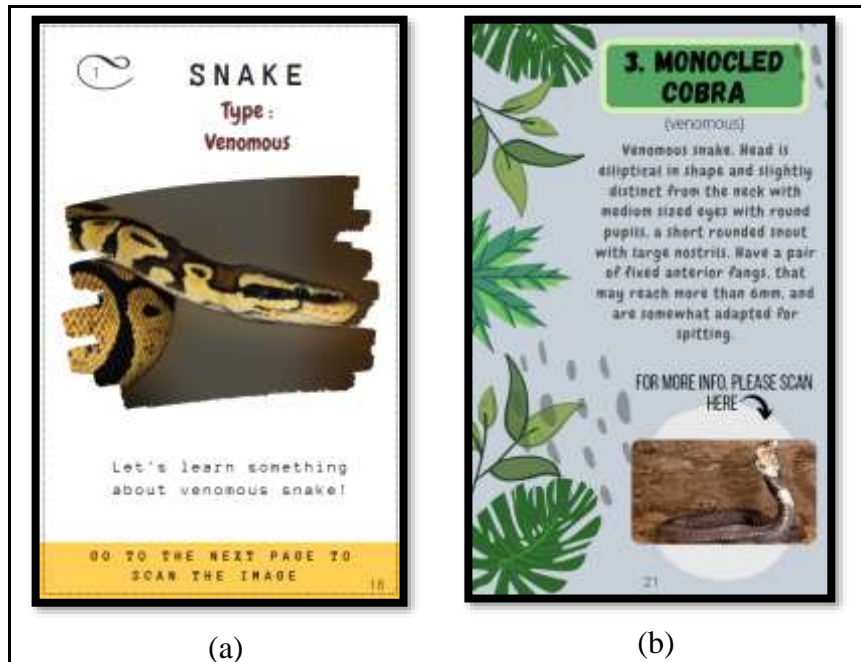 1
SNAKE
Type :
Venomous
Let's learn something
about venomous snake!
GO TO THE NEXT PAGE TO
SCAN THE IMAGE
18
(a)
3. MONOCLED
COBRA
(venomous)
Venomous snake. Head is
elliptical in shape and slightly
distinct from the neck with
medium sized eyes with round
pupils, a short rounded snout
with large nostrils. Have a pair
of fixed anterior fangs, that
may reach more than 6mm, and
are somewhat adapted for
spitting.
FOR MORE INFO, PLEASE SCAN
HERE
21
(b)